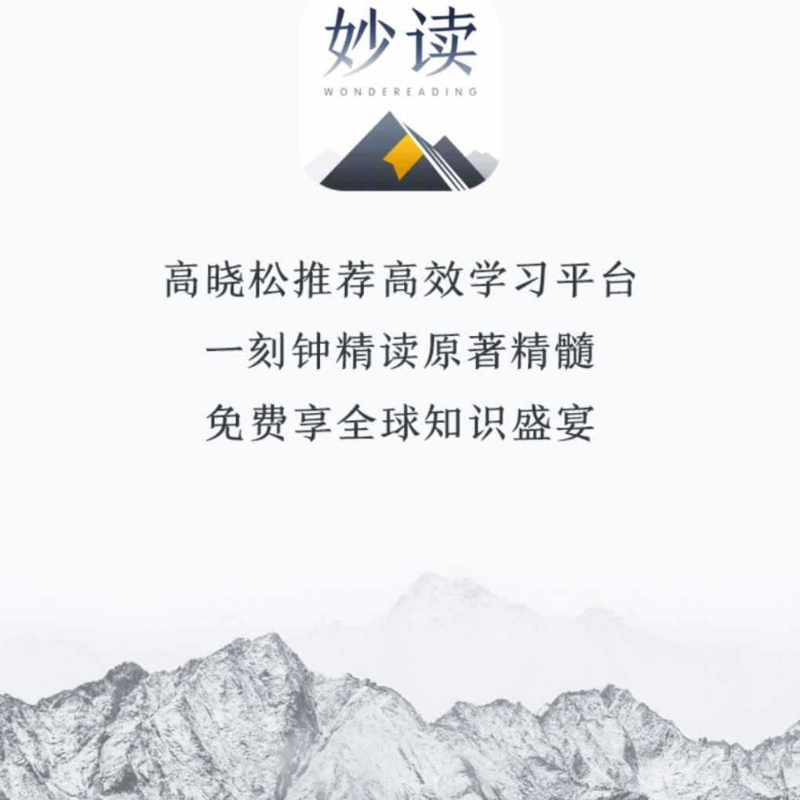 妙读
WONDEREADING
高晓松推荐高效学习平台
一刻钟精读原著精髓
免费享全球知识盛宴